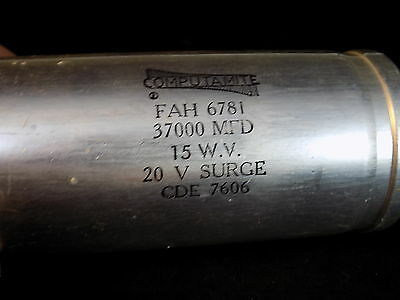 COMPUTAMITE
FAH 6781
37000 MFD
15 W.V.
20 V SURGE
CDE 7606